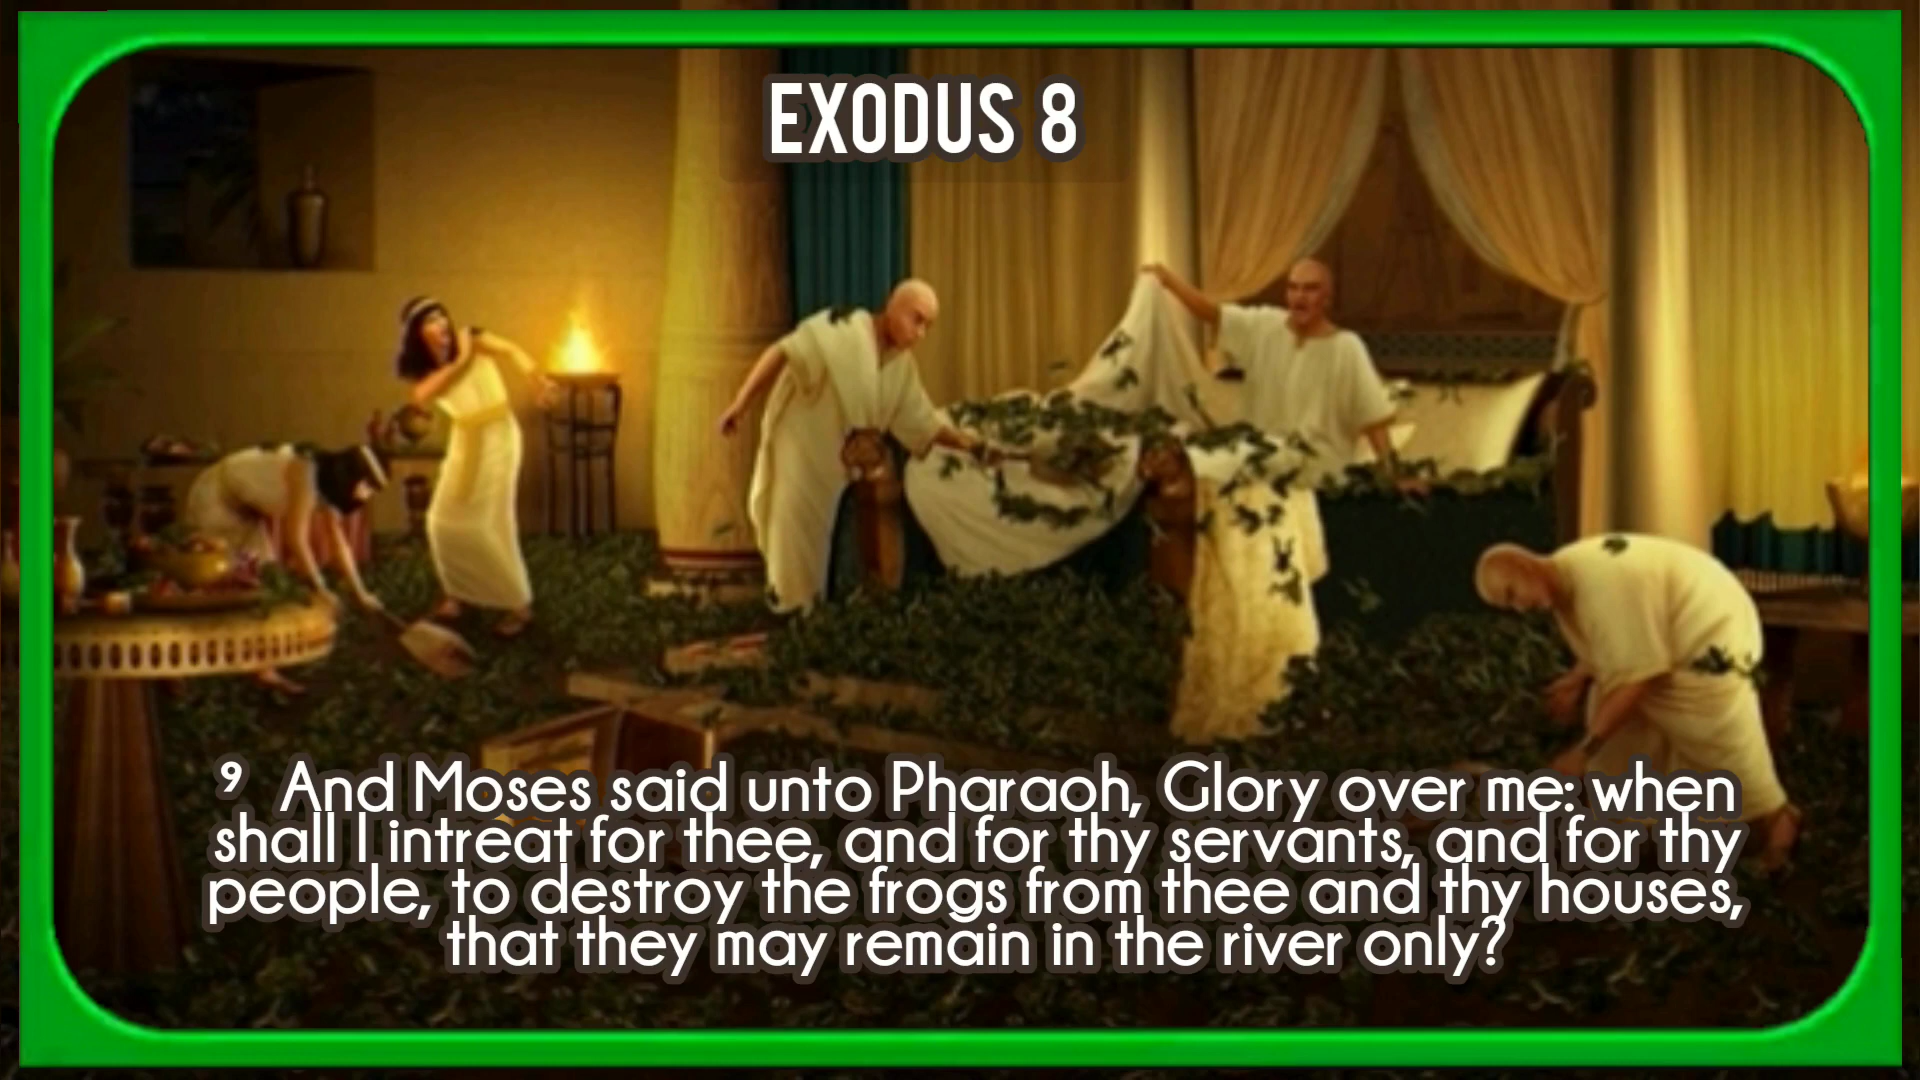 EXODUS 8
9 And Moses said unto Pharaoh, Glory over me: when
shall I intreat for thee, and for thy servants, and for thy
people, to destroy the frogs from thee and thy houses,
that they may remain in the river only?